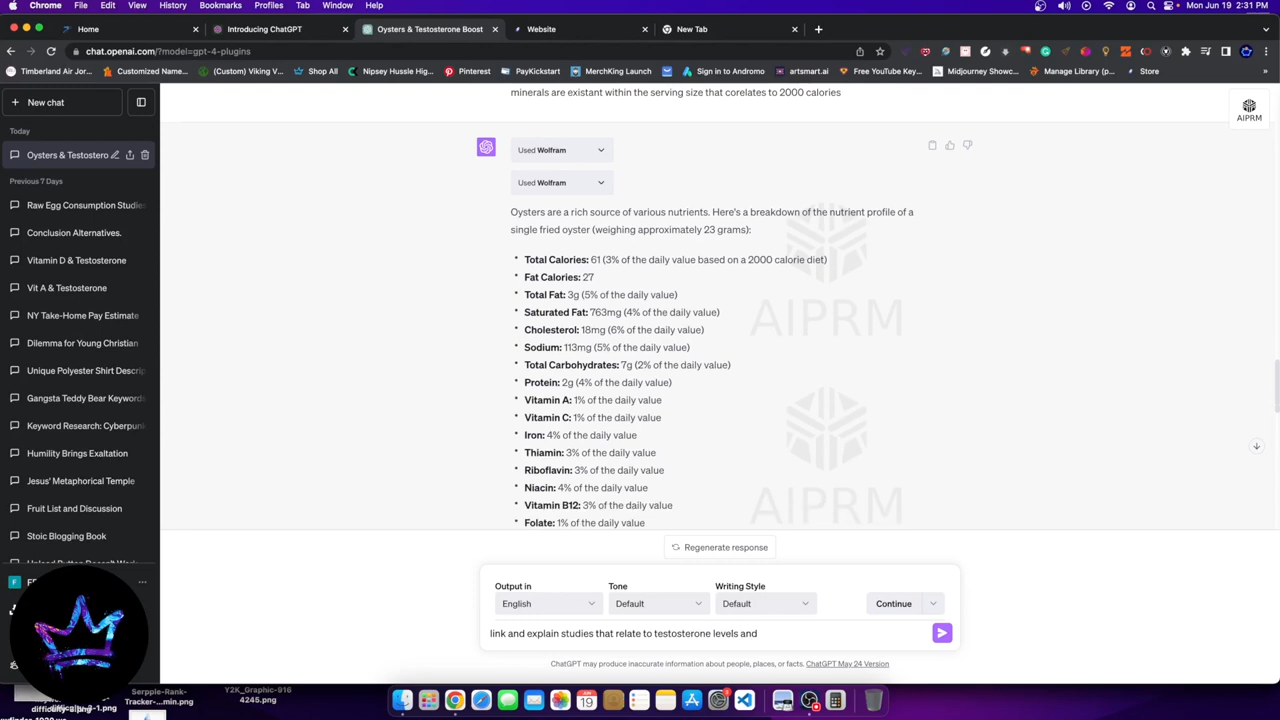 Chrome File Edit View History Bookmarks Profiles Tab Window Help Mon Jun 19 2:31 PM
Home Introducing ChatGPT Oysters & Testosterone Boost Website New Tab
chat.openai.com/?model=gpt-4-plugins
Timberland Air Jor... Customized Name... (Custom) Viking V... Shop All Nipsey Hussle Hig... Pinterest PayKickstart MerchKing Launch Sign in to Andromo artsmart.ai Free YouTube Key... Midjourney Showc... Manage Library (p... Store
New chat
Today
Oysters & Testostero
Previous 7 Days
Raw Egg Consumption Studies
Conclusion Alternatives.
Vitamin D & Testosterone
Vit A & Testosterone
NY Take-Home Pay Estimate
Dilemma for Young Christian
Unique Polyester Shirt Descrip
Gangsta Teddy Bear Keywords
Keyword Research: Cyberpun
Humility Brings Exaltation
Jesus' Metaphorical Temple
Fruit List and Description
Stoic Blogging Book
minerals are existant within the serving size that corelates to 2000 calories
AIPRM
Used Wolfram
Used Wolfram
Oysters are a rich source of various nutrients. Here's a breakdown of the nutrient profile of a
single fried oyster (weighing approximately 23 grams):
• Total Calories: 61 (3% of the daily value based on a 2000 calorie diet)
• Fat Calories: 27
• Total Fat: 3g (5% of the daily value)
• Saturated Fat: 763mg (4% of the daily value)
• Cholesterol: 18mg (6% of the daily value)
• Sodium: 113mg (5% of the daily value)
• Total Carbohydrates: 7g (2% of the daily value)
• Protein: 2g (4% of the daily value)
• Vitamin A: 1% of the daily value
• Vitamin C: 1% of the daily value
• Iron: 4% of the daily value
• Thiamin: 3% of the daily value
• Riboflavin: 3% of the daily value
• Niacin: 4% of the daily value
• Vitamin B12: 3% of the daily value
• Folate: 1% of the daily value
AIPRM
AIPRM
Regenerate response
Output in Tone Writing Style
English Default Default Continue
link and explain studies that relate to testosterone levels and
ChatGPT may produce inaccurate information about people, places, or facts. ChatGPT May 24 Version
Serpple-Rank-
Tracker-...min.png
Y2K_Graphic-916
4245.png